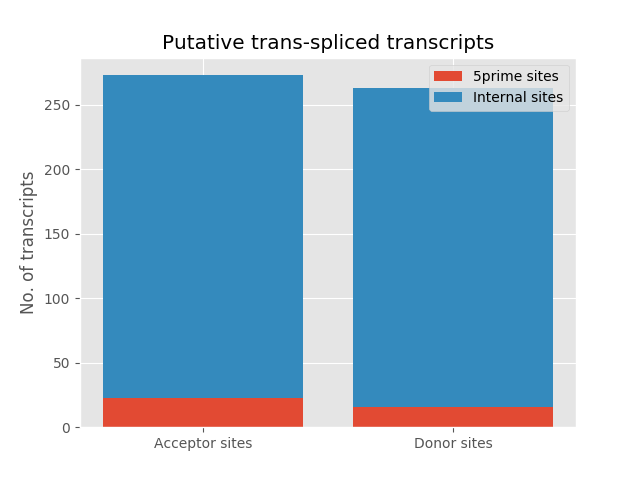 Putative trans-spliced transcripts
5prime sites
Internal sites
No. of transcripts
250
200
150
100
50
0
Acceptor sites
Donor sites